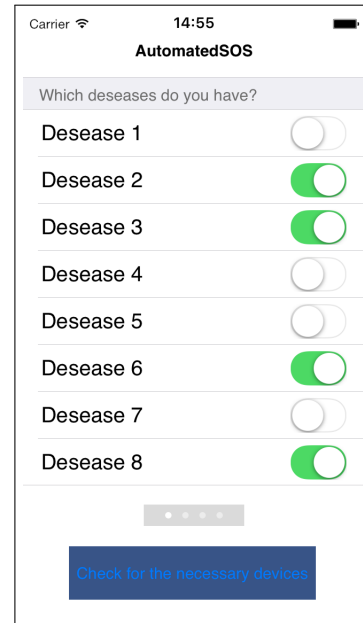 Carrier 14:55
AutomatedSOS
Which deseases do you have?
Desease 1
Desease 2
Desease 3
Desease 4
Desease 5
Desease 6
Desease 7
Desease 8
Check for the necessary devices